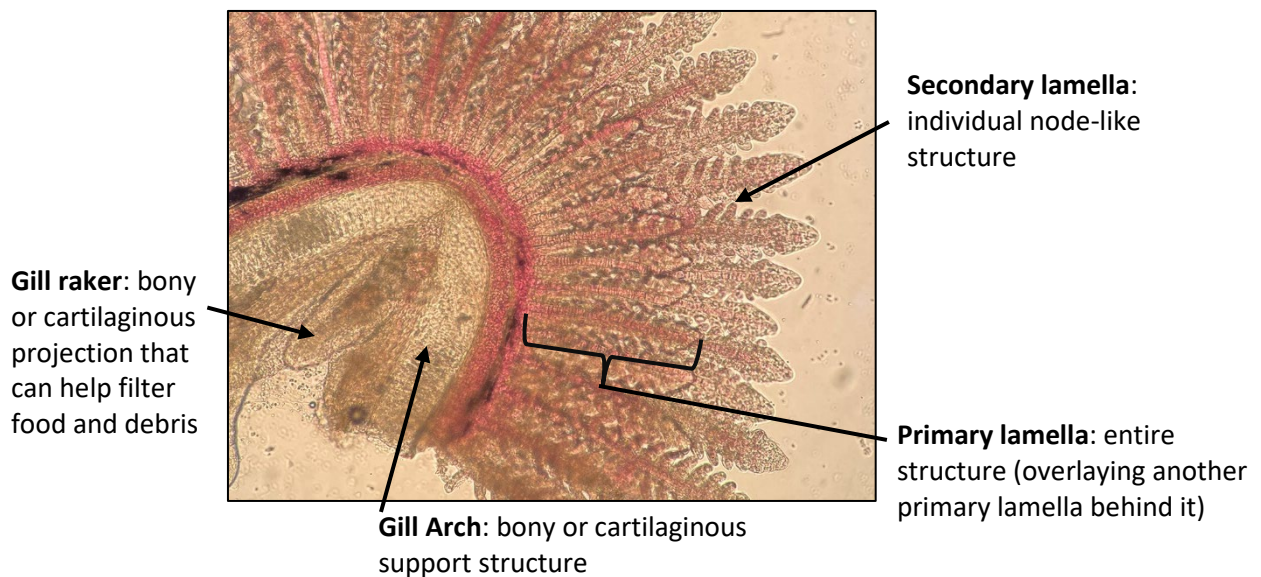 Secondary lamella:
individual node-like
structure
Gill raker: bony
or cartilaginous
projection that
can help filter
food and debris
Primary lamella: entire
structure (overlaying another
primary lamella behind it)
Gill Arch: bony or cartilaginous
support structure